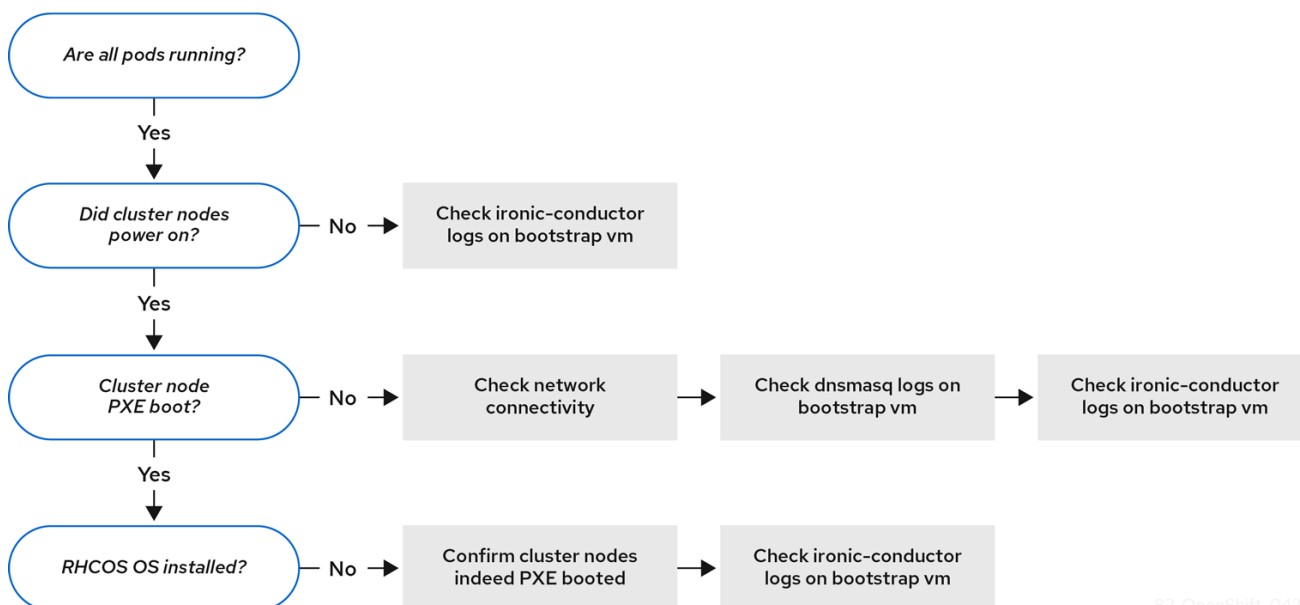 Are all pods running?
Yes
Did cluster nodes
power on?
No
Check ironic-conductor
logs on bootstrap vm
Yes
Cluster node
PXE boot?
No
Check network
connectivity
Check dnsmasq logs on
bootstrap vm
Check ironic-conductor
logs on bootstrap vm
Yes
RHCOS OS installed?
No
Confirm cluster nodes
indeed PXE booted
Check ironic-conductor
logs on bootstrap vm